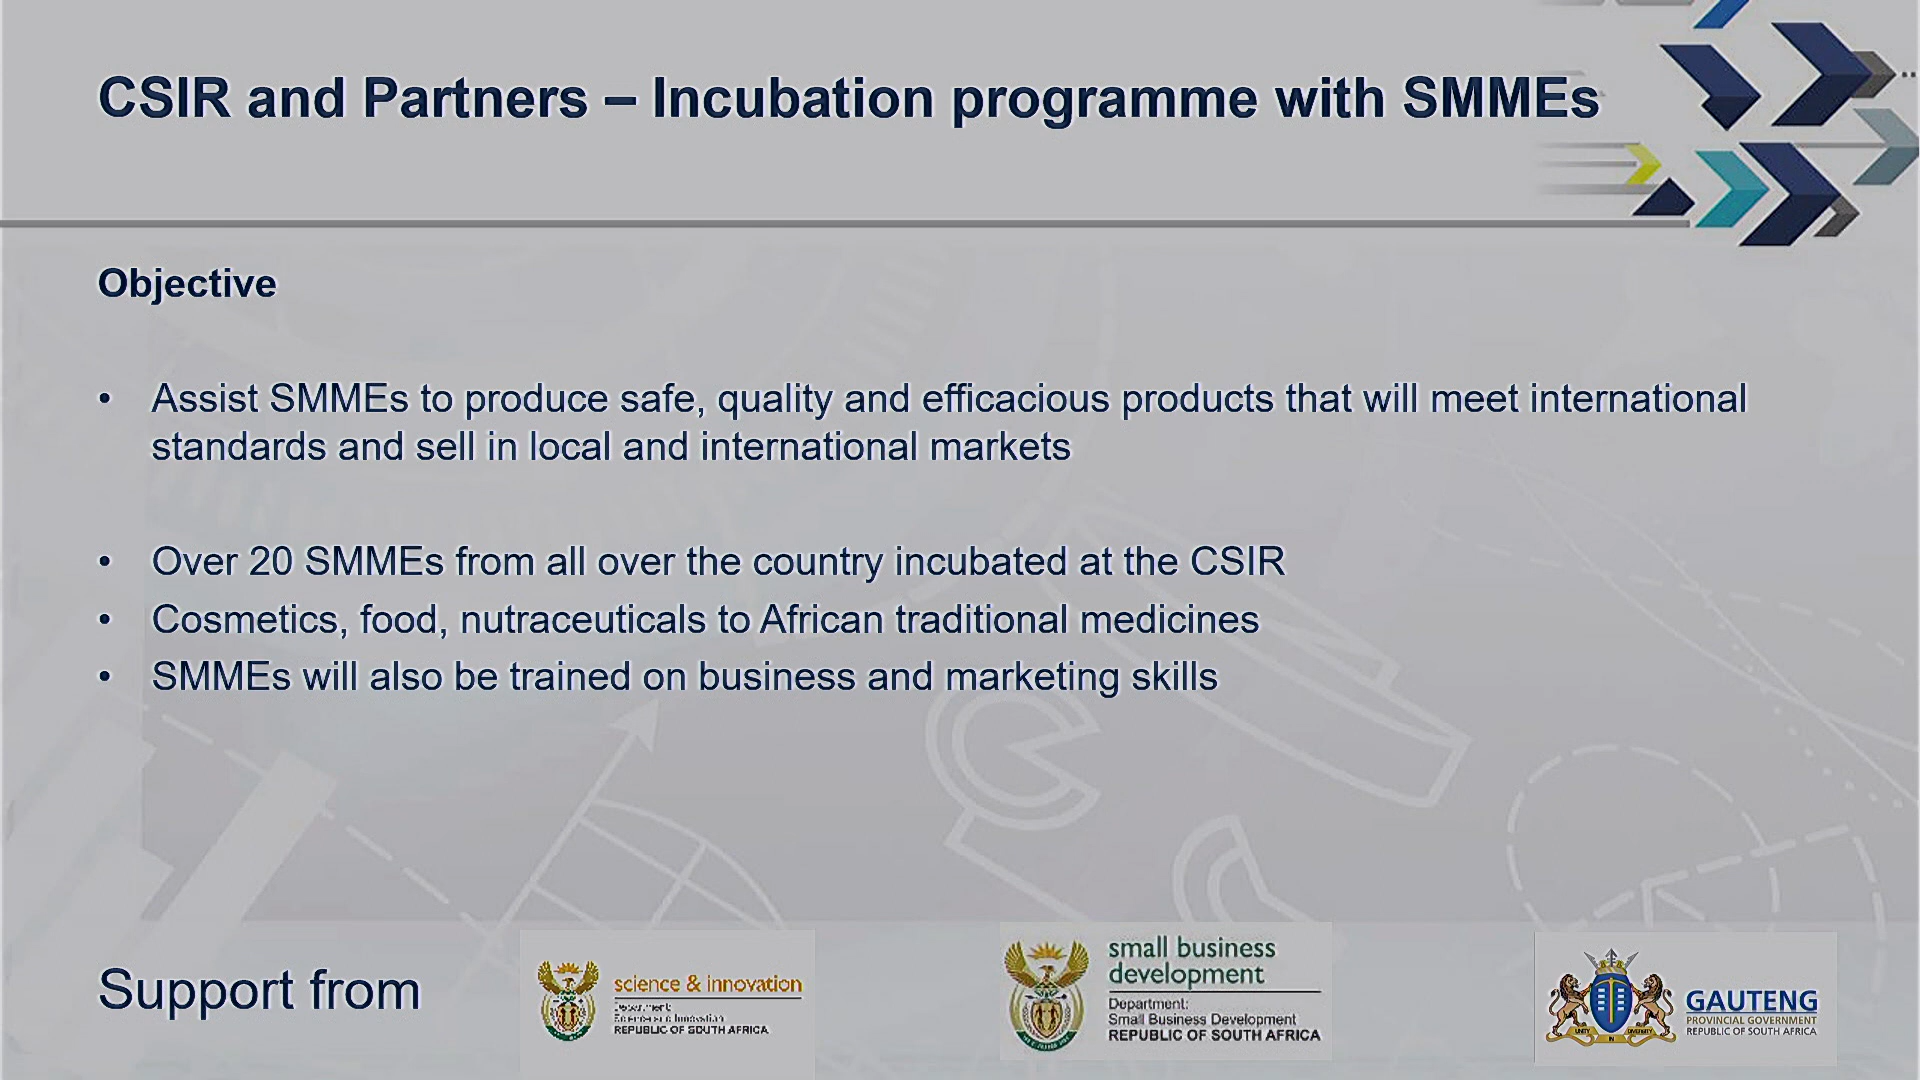 CSIR and Partners – Incubation programme with SMMEs
Objective
• Assist SMMEs to produce safe, quality and efficacious products that will meet international
standards and sell in local and international markets
• Over 20 SMMEs from all over the country incubated at the CSIR
• Cosmetics, food, nutraceuticals to African traditional medicines
• SMMEs will also be trained on business and marketing skills
Support from
science & innovation
REPUBLIC OF SOUTH AFRICA
small business
development
Department:
Small Business Development
REPUBLIC OF SOUTH AFRICA
GAUTENG
PROVINCIAL GOVERNMENT
REPUBLIC OF SOUTH AFRICA
UNITY IN DIVERSITY